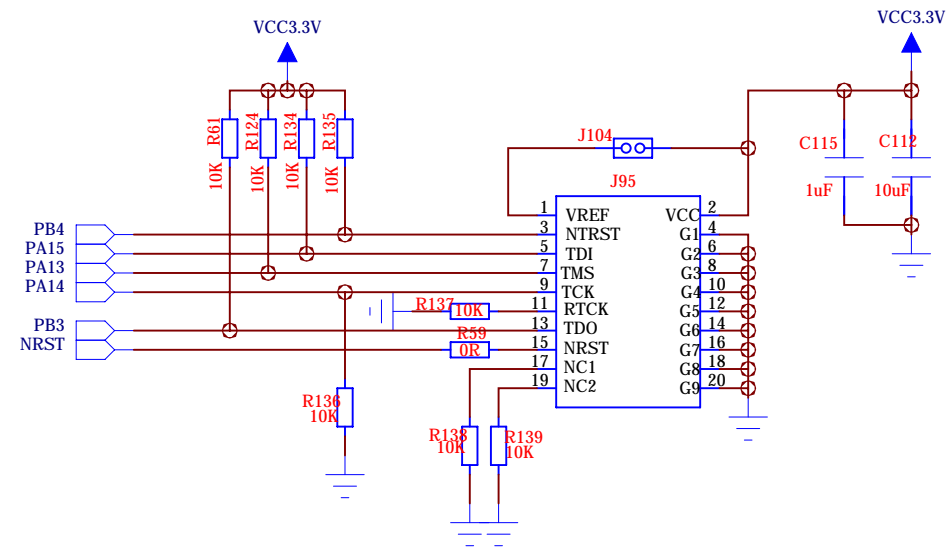 VCC3.3V
VCC3.3V
R61
10K
R124
10K
R134
10K
R135
10K
J104
C115
1uF
C112
10uF
J95
PB4
PA15
PA13
PA14
PB3
NRST
1 VREF VCC 2
3 NTRST G1 4
5 TDI G2 6
7 TMS G3 8
9 TCK G4 10
11 RTCK G5 12
13 TDO G6 14
15 NRST G7 16
17 NC1 G8 18
19 NC2 G9 20
R137
10K
R59
0R
R136
10K
R138
10K
R139
10K